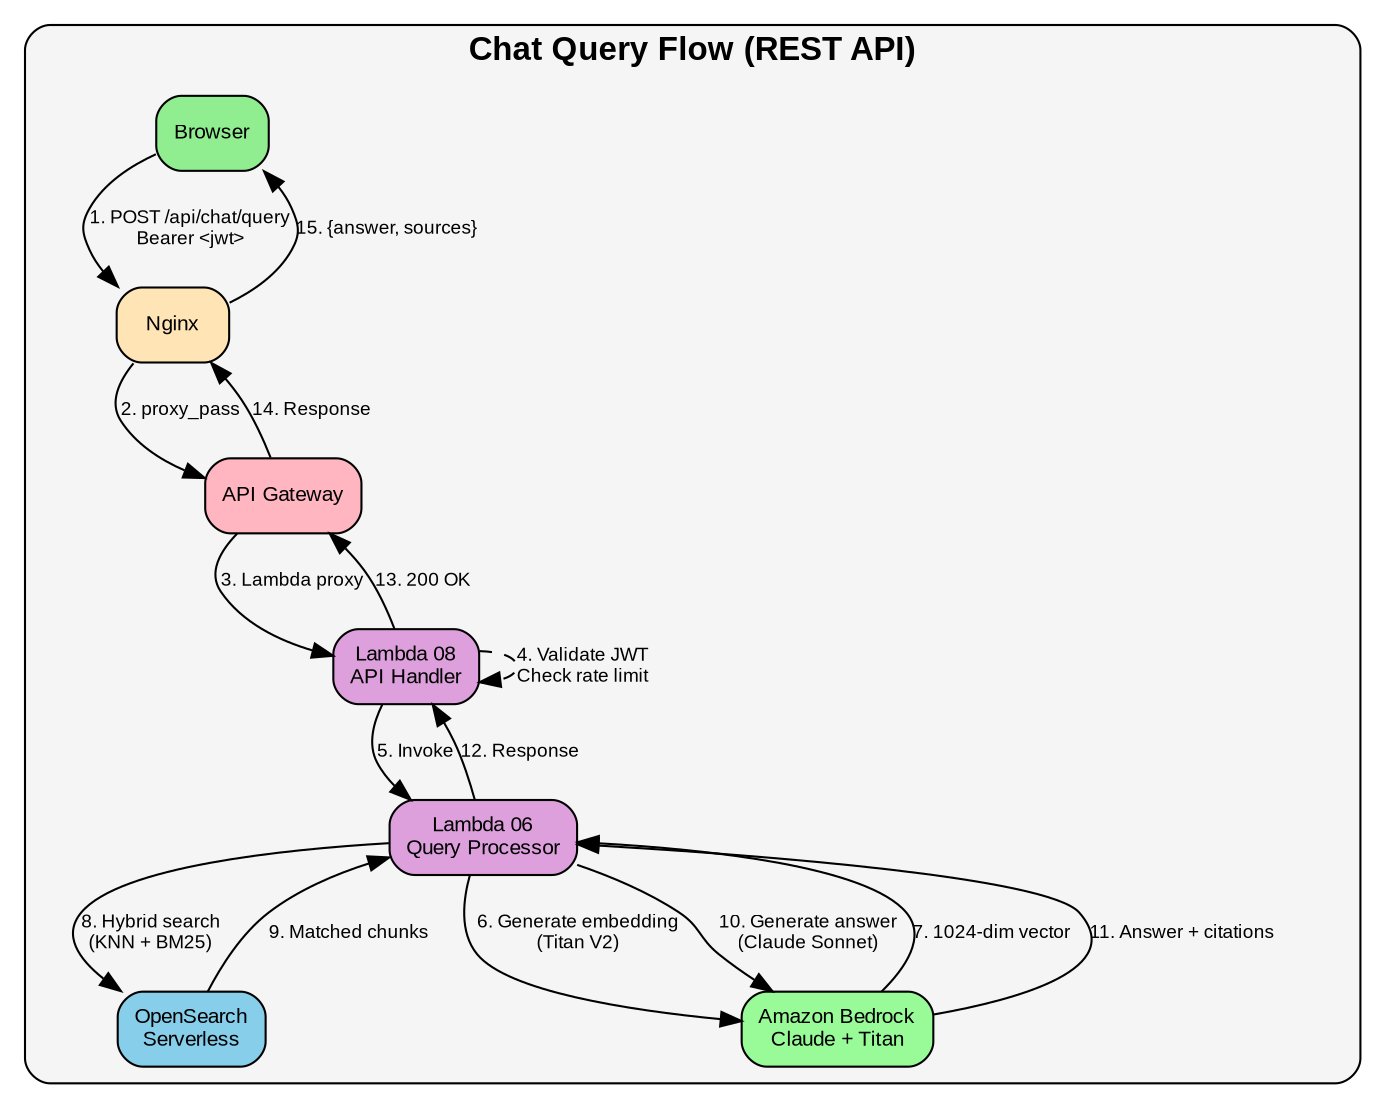 Chat Query Flow (REST API)
Browser
1. POST /api/chat/query
Bearer <jwt>
15. {answer, sources}
Nginx
2. proxy_pass
14. Response
API Gateway
3. Lambda proxy
13. 200 OK
Lambda 08
API Handler
4. Validate JWT
Check rate limit
5. Invoke
12. Response
Lambda 06
Query Processor
8. Hybrid search
(KNN + BM25)
9. Matched chunks
6. Generate embedding
(Titan V2)
10. Generate answer
(Claude Sonnet)
7. 1024-dim vector
11. Answer + citations
OpenSearch
Serverless
Amazon Bedrock
Claude + Titan